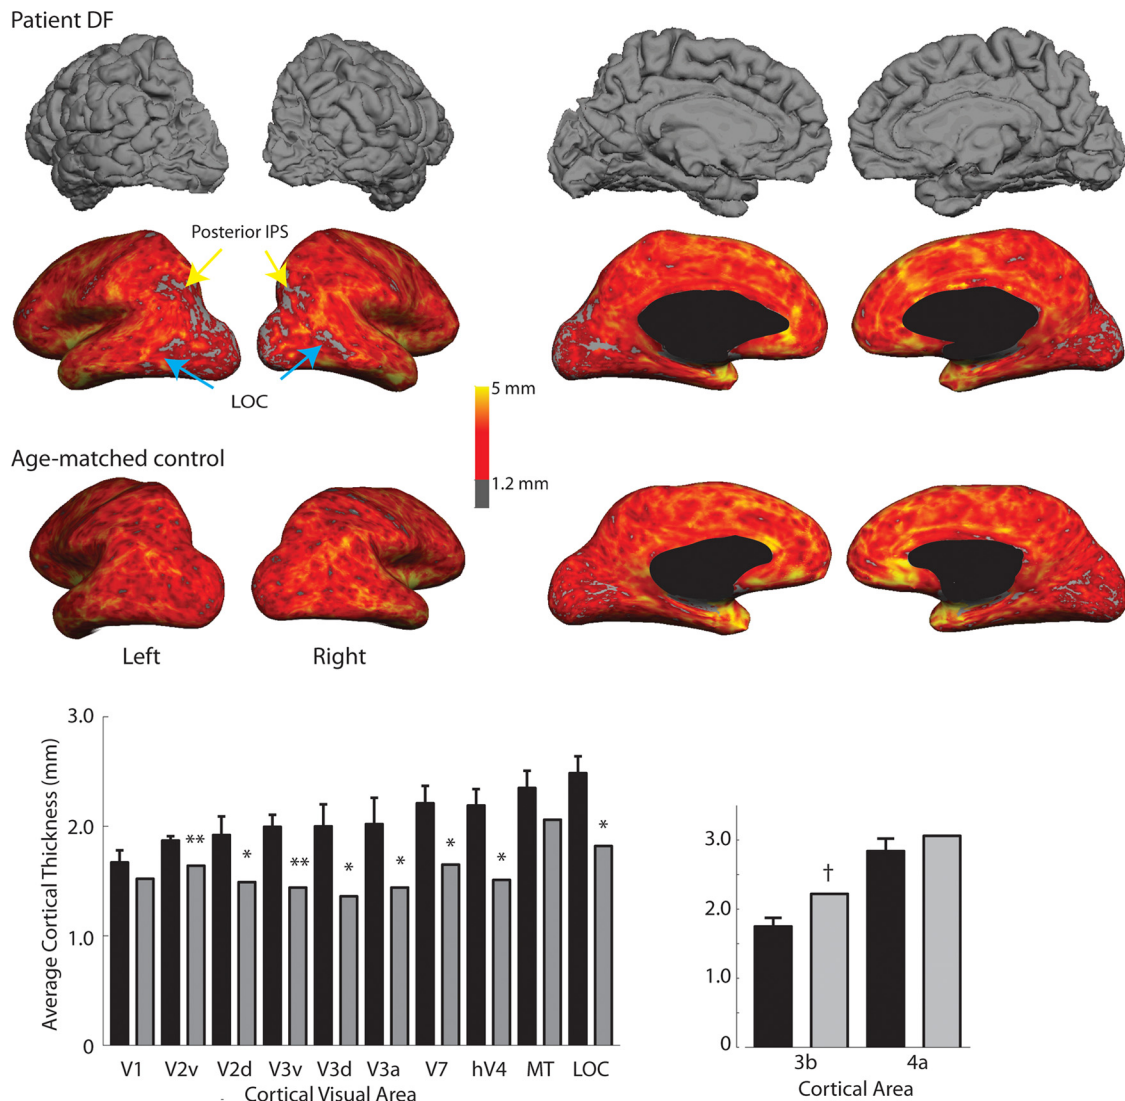 Patient DF
Posterior IPS
LOC
5 mm
1.2 mm
Age-matched control
Left Right
3.0
2.0
1.0
0
Average Cortical Thickness (mm)
** * ** * * * * *
V1 V2v V2d V3v V3d V3a V7 hV4 MT LOC
Cortical Visual Area
3.0
2.0
1.0
0
†
3b 4a
Cortical Area